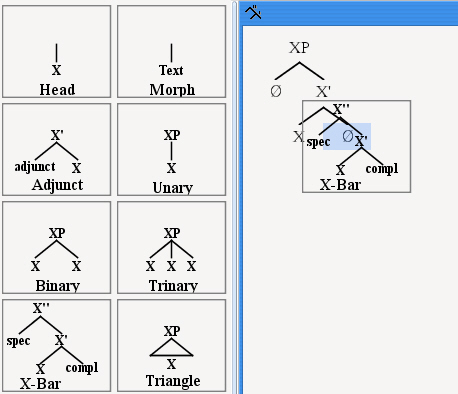 X
Head
Text
Morph
X'
adjunct X
Adjunct
XP
X
Unary
XP
X X
Binary
XP
X X X
Trinary
X''
spec X'
X compl
X-Bar
XP
X
Triangle
XP
Ø X'
X Ø
X''
spec X'
X compl
X-Bar